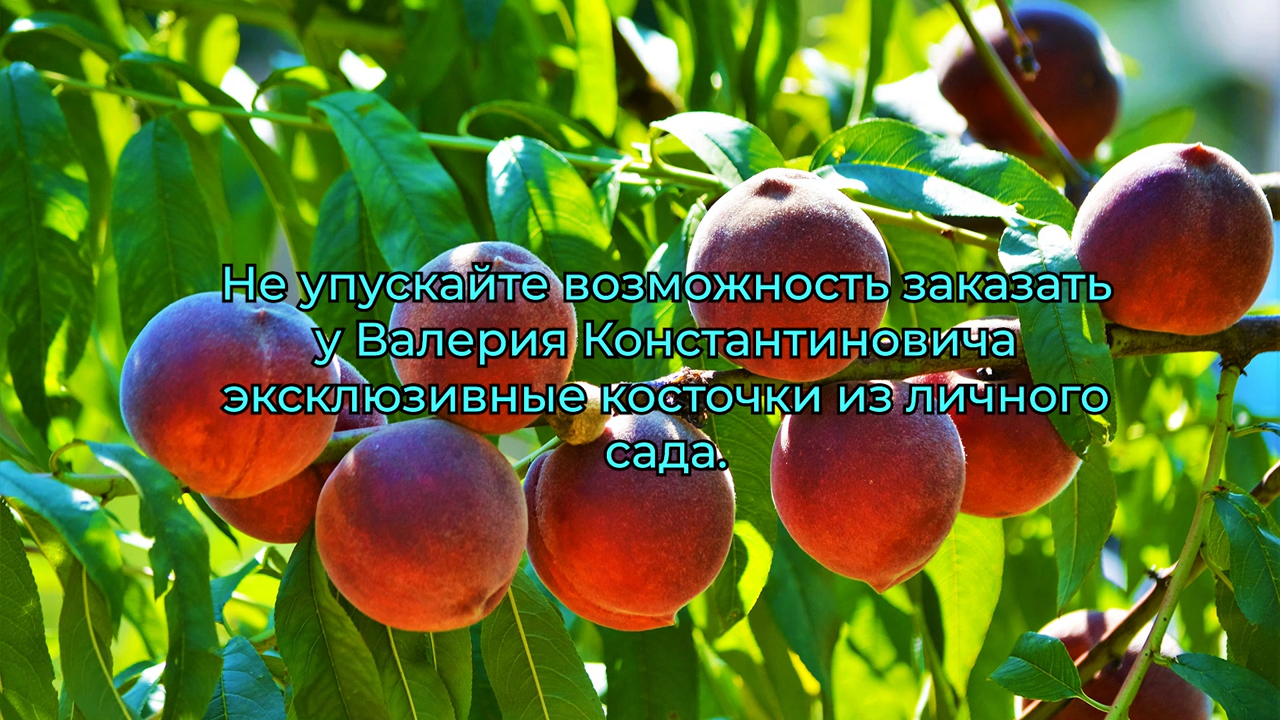 Не упускайте возможность заказать
у Валерия Константиновича
эксклюзивные косточки из личного
сада.